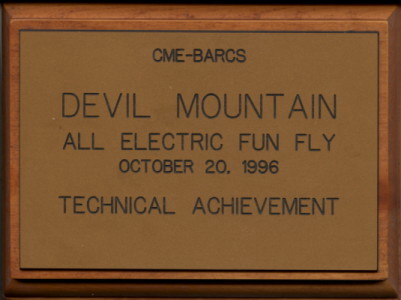 CME-BARCS
DEVIL MOUNTAIN
ALL ELECTRIC FUN FLY
OCTOBER 20, 1996
TECHNICAL ACHIEVEMENT